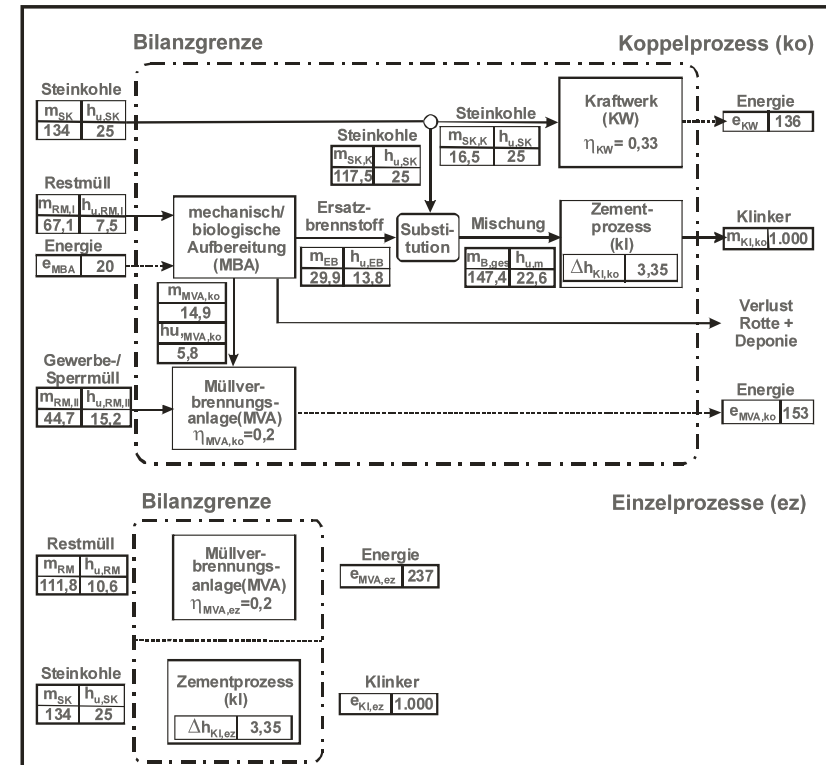 Bilanzgrenze
Koppelprozess (ko)
Steinkohle
m_SK h_u,SK
134 25
Steinkohle
m_SK,K h_u,SK
117,5 25
Steinkohle
m_SK,K h_u,SK
16,5 25
Kraftwerk
(KW)
η_KW= 0,33
Energie
e_KW 136
Restmüll
m_RM,I h_u,RM,I
67,1 7,5
Energie
e_MBA 20
mechanisch/
biologische
Aufbereitung
(MBA)
Ersatz-
brennstoff
m_EB h_u,EB
29,9 13,8
Substi-
tution
Mischung
m_B,ges h_u,m
147,4 22,6
Zement-
prozess
(kl)
Δh_Kl,ko 3,35
Klinker
m_Kl,ko 1.000
m_MVA,ko
14,9
hu,_MVA,ko
5,8
Verlust
Rotte +
Deponie
Gewerbe-/
Sperrmüll
m_RM,II h_u,RM,II
44,7 15,2
Müllver-
brennungs-
anlage(MVA)
η_MVA,ko=0,2
Energie
e_MVA,ko 153
Bilanzgrenze
Einzelprozesse (ez)
Restmüll
m_RM h_u,RM
111,8 10,6
Müllver-
brennungs-
anlage(MVA)
η_MVA,ez=0,2
Energie
e_MVA,ez 237
Steinkohle
m_SK h_u,SK
134 25
Zementprozess
(kl)
Δh_Kl,ez 3,35
Klinker
e_Kl,ez 1.000